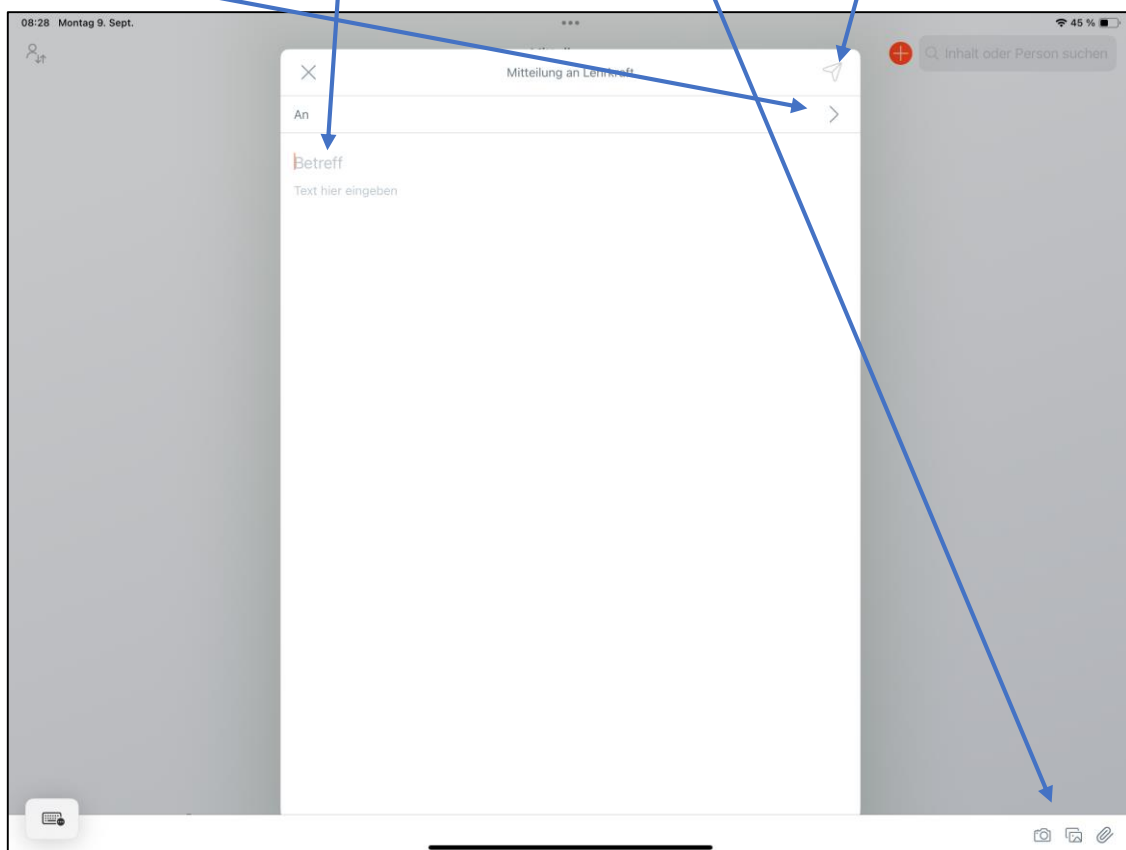 08:28 Montag 9. Sept.
45 %
Inhalt oder Person suchen
Mitteilung an Lehrkraft
An
Betreff
Text hier eingeben